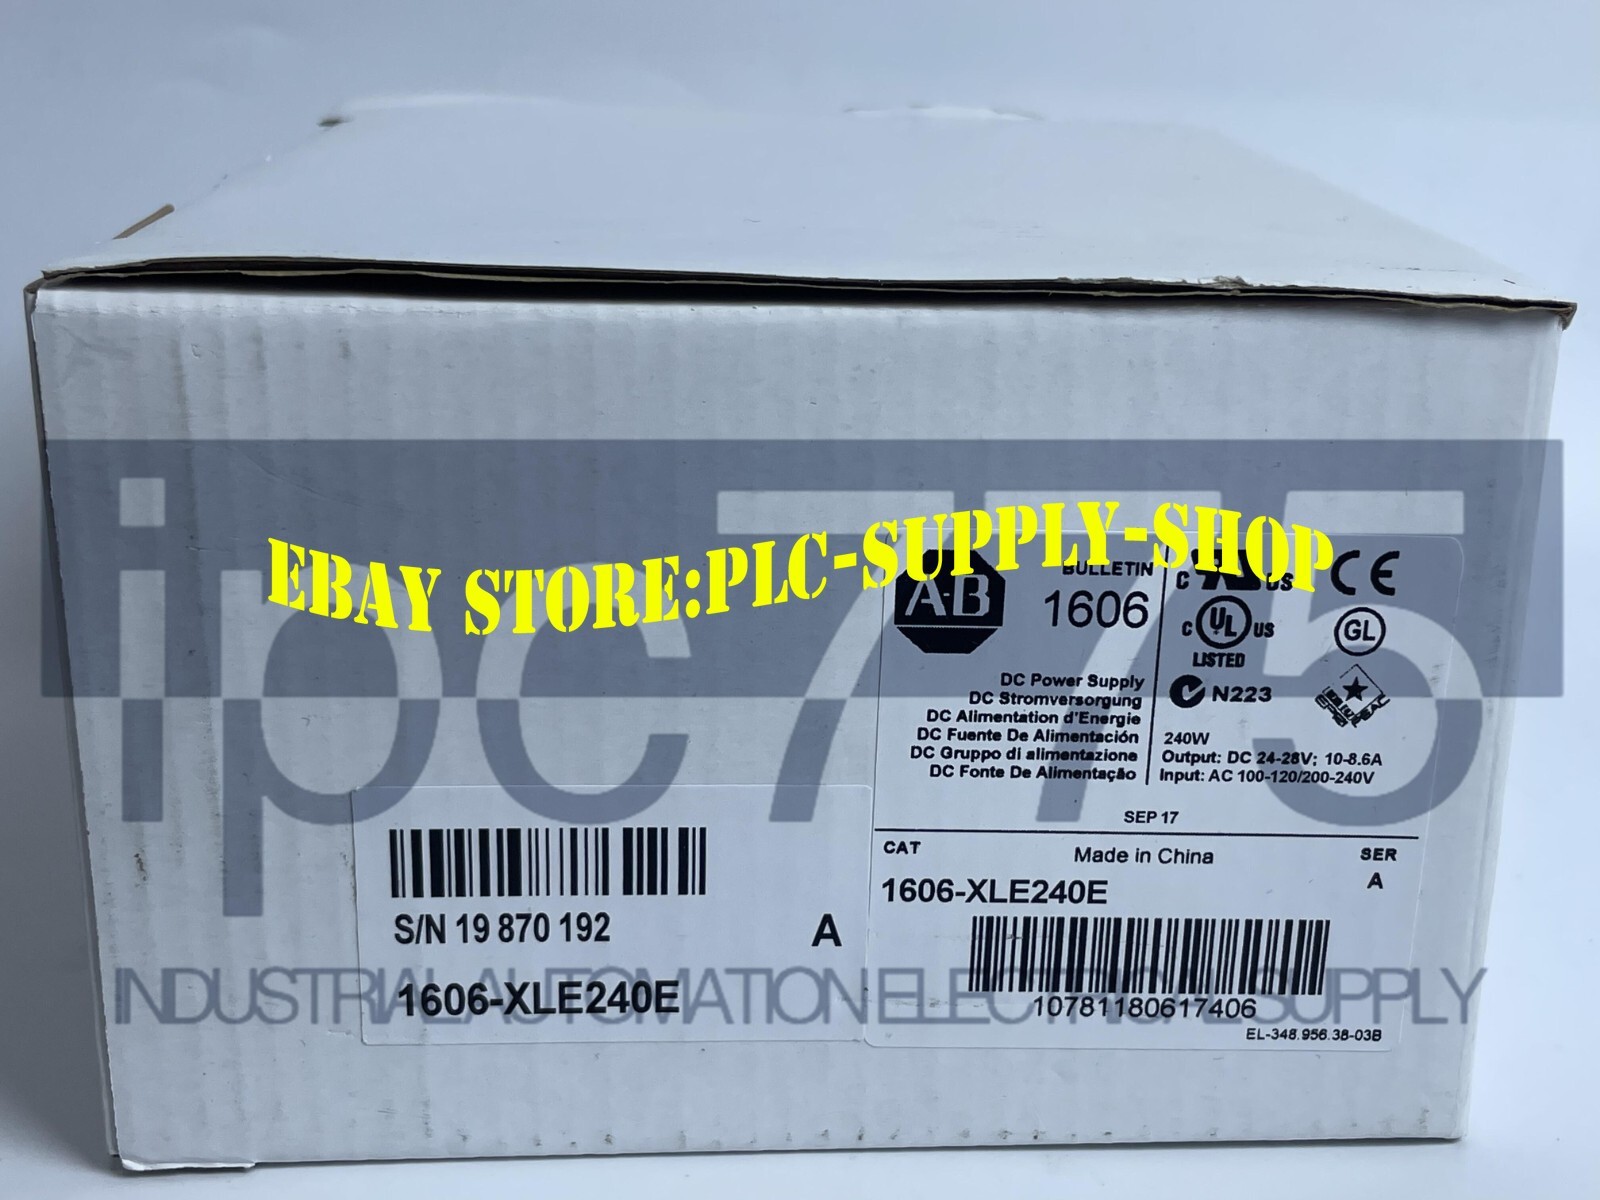 ipc775
EBAY STORE:PLC-SUPPLY-SHOP
A-B
BULLETIN
1606
C US
C UL US
LISTED
CE
GL
N223
DC Power Supply
DC Stromversorgung
DC Alimentation d'Energie
DC Fuente De Alimentación
DC Gruppo di alimentazione
DC Fonte De Alimentação
240W
Output: DC 24-28V; 10-8.6A
Input: AC 100-120/200-240V
SEP 17
CAT
Made in China
SER
1606-XLE240E
A
10781180617406
EL-348.956.38-03B
S/N 19 870 192
A
1606-XLE240E
INDUSTRIAL AUTOMATION ELECTRICAL SUPPLY